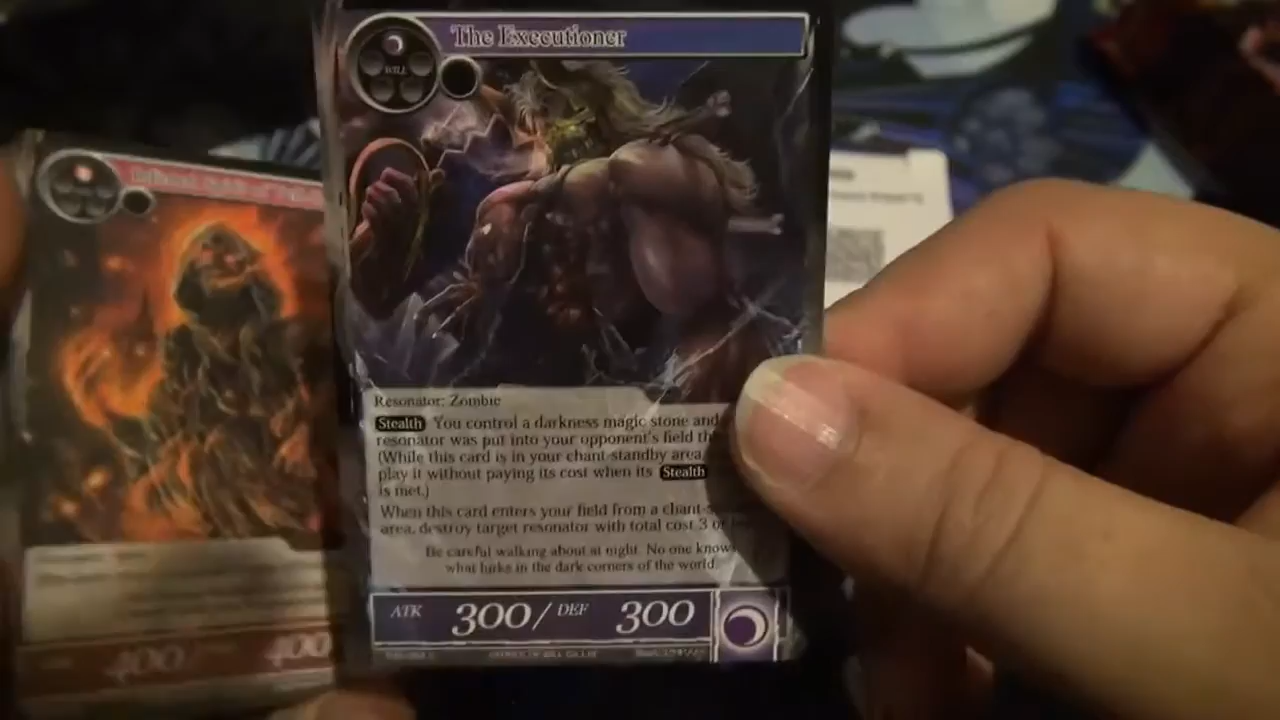 The Executioner
WILL
Resonator: Zombie
Stealth You control a darkness magic stone and
resonator was put into your opponent's field th
(While this card is in your chant-standby area,
play it without paying its cost when its Stealth
is met.)
When this card enters your field from a chant-s
area, destroy target resonator with total cost 3 or
Be careful walking about at night. No one know
what lurks in the dark corners of the world.
ATK 300/ DEF 300
400
400